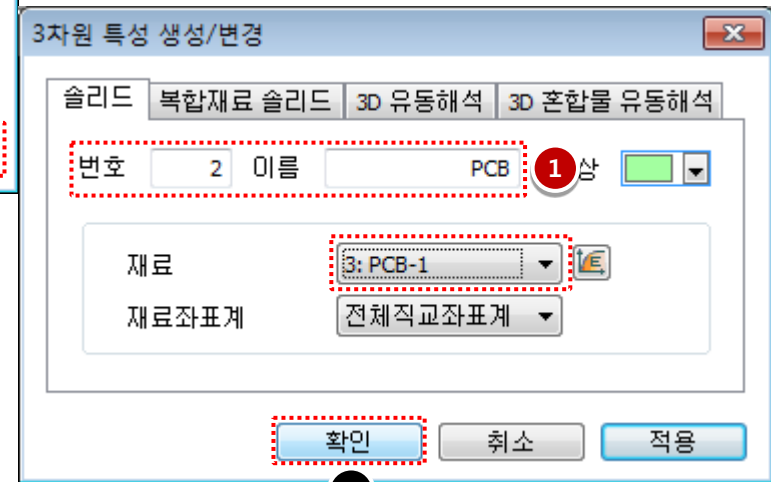 3차원 특성 생성/변경
솔리드 복합재료 솔리드 3D 유동해석 3D 혼합물 유동해석
번호 2 이름 PCB 1 상
재료 3: PCB-1
재료좌표계 전체직교좌표계
확인 취소 적용